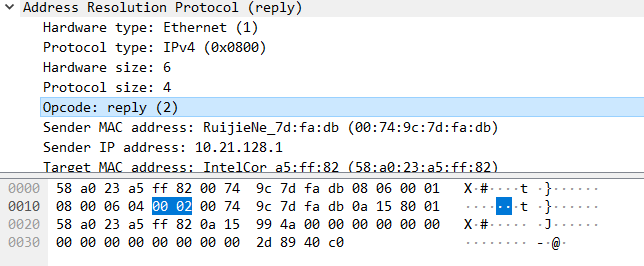 Address Resolution Protocol (reply)
Hardware type: Ethernet (1)
Protocol type: IPv4 (0x0800)
Hardware size: 6
Protocol size: 4
Opcode: reply (2)
Sender MAC address: RuijieNe_7d:fa:db (00:74:9c:7d:fa:db)
Sender IP address: 10.21.128.1
Target MAC address: IntelCor_a5:ff:82 (58:a0:23:a5:ff:82)
0000 58 a0 23 a5 ff 82 00 74 9c 7d fa db 08 06 00 01 X·#····t ·}······
0010 08 00 06 04 00 02 00 74 9c 7d fa db 0a 15 80 01 ·······t ·}······
0020 58 a0 23 a5 ff 82 0a 15 99 4a 00 00 00 00 00 00 X·#····· ·J······
0030 00 00 00 00 00 00 00 00 2d 89 40 c0 ········ -·@·